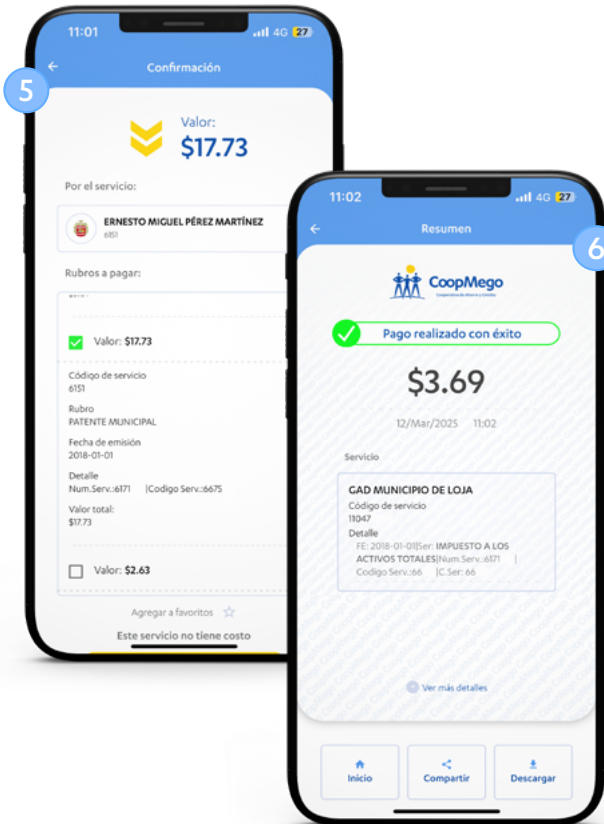 5
11:01
4G 27
Confirmación
Valor:
$17.73
Por el servicio:
ERNESTO MIGUEL PÉREZ MARTÍNEZ
6151
Rubros a pagar:
Valor: $17.73
Código de servicio
6151
Rubro
PATENTE MUNICIPAL
Fecha de emisión
2018-01-01
Detalle
Num.Serv.:6171 |Codigo Serv.:6675
Valor total:
$17.73
Valor: $2.63
Agregar a favoritos
Este servicio no tiene costo
6
11:02
4G 27
Resumen
CoopMego
Cooperativa de Ahorro y Crédito
Pago realizado con éxito
$3.69
12/Mar/2025 11:02
Servicio
GAD MUNICIPIO DE LOJA
Código de servicio
11047
Detalle
FE: 2018-01-01|Ser: IMPUESTO A LOS
ACTIVOS TOTALES|Num.Serv.:6171 |
Codigo Serv.:66 |C.Ser: 66
Ver más detalles
Inicio
Compartir
Descargar